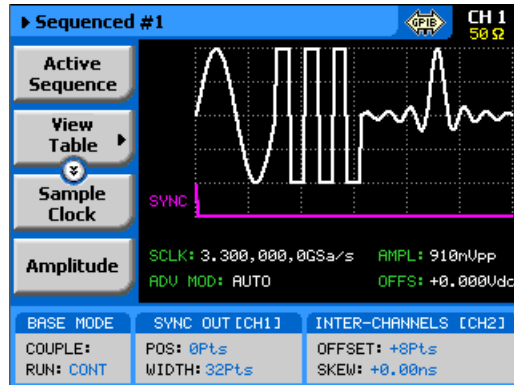 Sequenced #1
GPIB
CH 1
50 Ω
Active
Sequence
View
Table
Sample
Clock
Amplitude
SYNC
SCLK: 3.300,000,0GSa/s
AMPL: 910mVpp
ADV MOD: AUTO
OFFS: +0.000Vdc
BASE MODE
COUPLE:
RUN: CONT
SYNC OUT [CH1]
POS: 0Pts
WIDTH: 32Pts
INTER-CHANNELS [CH2]
OFFSET: +8Pts
SKEW: +0.00ns